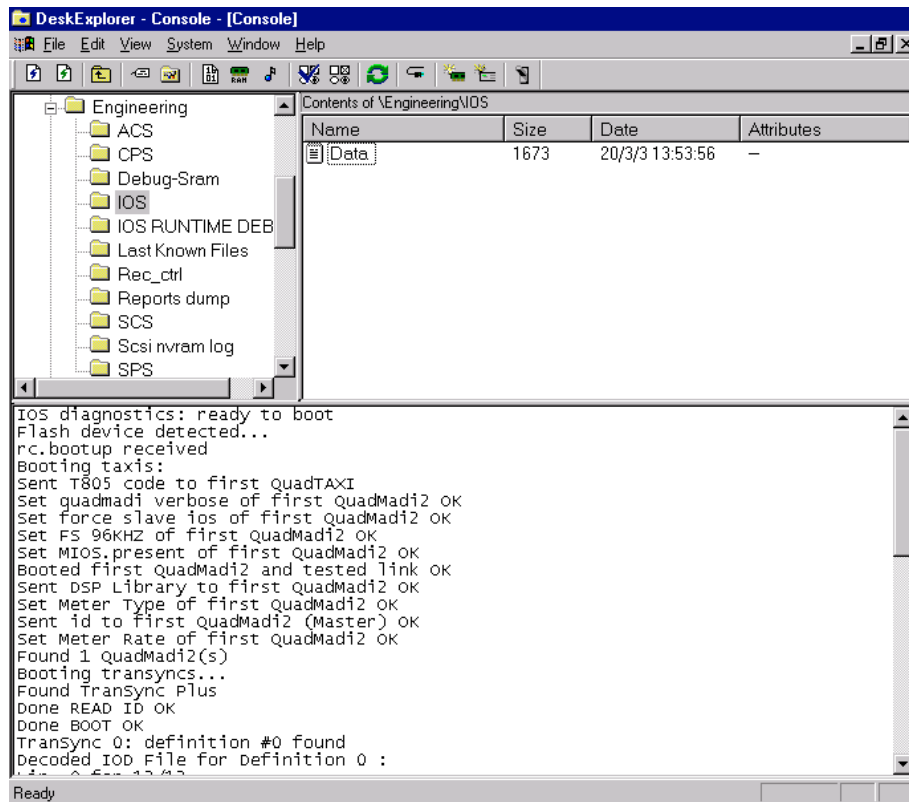 DeskExplorer - Console - [Console]
File Edit View System Window Help
RAM
Engineering
ACS
CPS
Debug-Sram
IOS
IOS RUNTIME DEB
Last Known Files
Rec_ctrl
Reports dump
SCS
Scsi nvram log
SPS
Contents of \Engineering\IOS
Name Size Date Attributes
Data 1673 20/3/3 13:53:56 –
IOS diagnostics: ready to boot
Flash device detected...
rc.bootup received
Booting taxis:
Sent T805 code to first QuadTAXI
Set quadmadi verbose of first QuadMadi2 OK
Set force slave ios of first QuadMadi2 OK
Set FS 96KHZ of first QuadMadi2 OK
Set MIOS.present of first QuadMadi2 OK
Booted first QuadMadi2 and tested link OK
Sent DSP Library to first QuadMadi2 OK
Set Meter Type of first QuadMadi2 OK
Sent id to first QuadMadi2 (Master) OK
Set Meter Rate of first QuadMadi2 OK
Found 1 QuadMadi2(s)
Booting transyncs...
Found TranSync Plus
Done READ ID OK
Done BOOT OK
TranSync 0: definition #0 found
Decoded IOD File for Definition 0 :
Ready